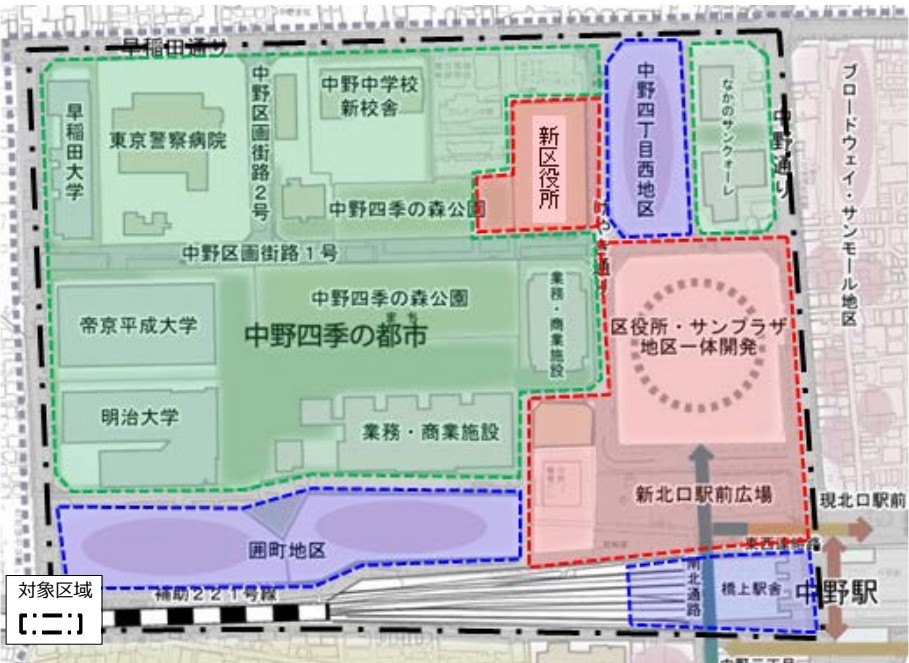 早稲田通り
早稲田大学
東京警察病院
中野区画街路2号
中野中学校
新校舎
新区役所
中野四丁目西地区
なかのサンクォーレ
中野通り
ブロードウェイ・サンモール地区
中野四季の森公園
けやき通り
中野区画街路1号
中野四季の森公園
業務・商業施設
区役所・サンプラザ
地区一体開発
帝京平成大学
まち
中野四季の都市
明治大学
業務・商業施設
新北口駅前広場
現北口駅前
東西連絡路
囲町地区
南北通路
橋上駅舎
中野駅
対象区域
補助221号線